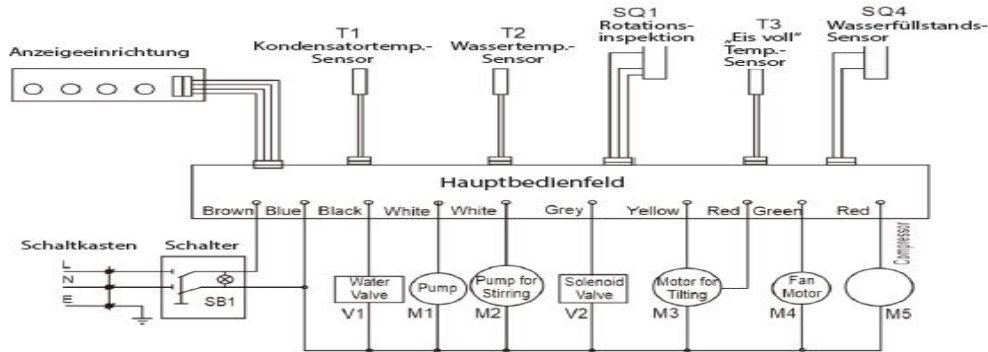 Anzeigeeinrichtung
T1
Kondensatortemp.-
Sensor
T2
Wassertemp.-
Sensor
SQ1
Rotations-
inspektion
T3
„Eis voll“
Temp.-
Sensor
SQ4
Wasserfüllstands-
Sensor
Hauptbedienfeld
Brown Blue Black White White Grey Yellow Red Green Red
Compressor
Schaltkasten
Schalter
L
N
E
SB1
Water
Valve
V1
Pump
M1
Pump for
Stirring
M2
Solenoid
Valve
V2
Motor for
Tilting
M3
Fan
Motor
M4
M5